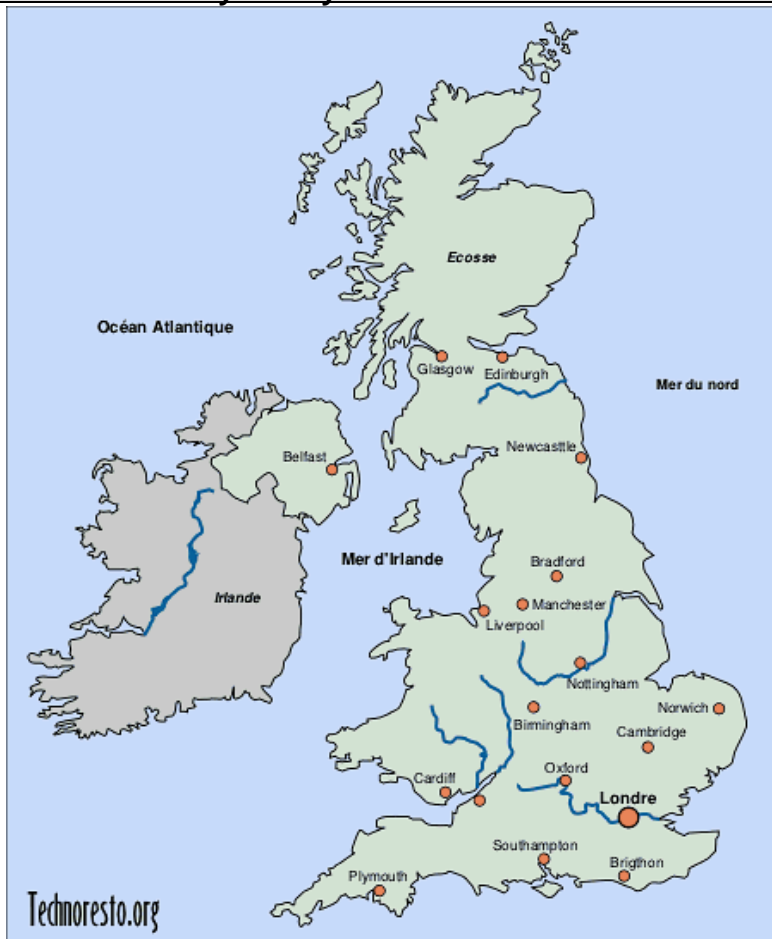 Ecosse
Océan Atlantique
Glasgow
Edinburgh
Mer du nord
Newcasttle
Belfast
Mer d'Irlande
Bradford
Irlande
Manchester
Liverpool
Nottingham
Norwich
Birmingham
Cambridge
Oxford
Cardiff
Londre
Southampton
Brigthon
Plymouth
Technoresto.org